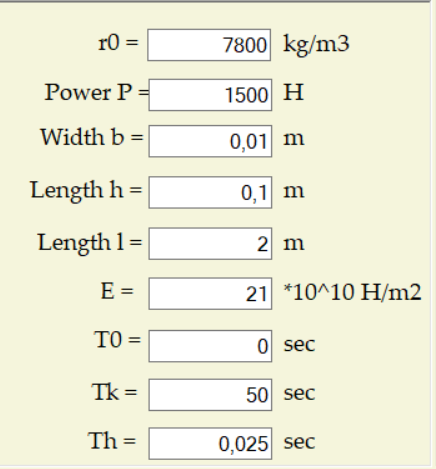 r0 = 7800 kg/m3
Power P = 1500 H
Width b = 0,01 m
Length h = 0,1 m
Length l = 2 m
E = 21 *10^10 H/m2
T0 = 0 sec
Tk = 50 sec
Th = 0,025 sec